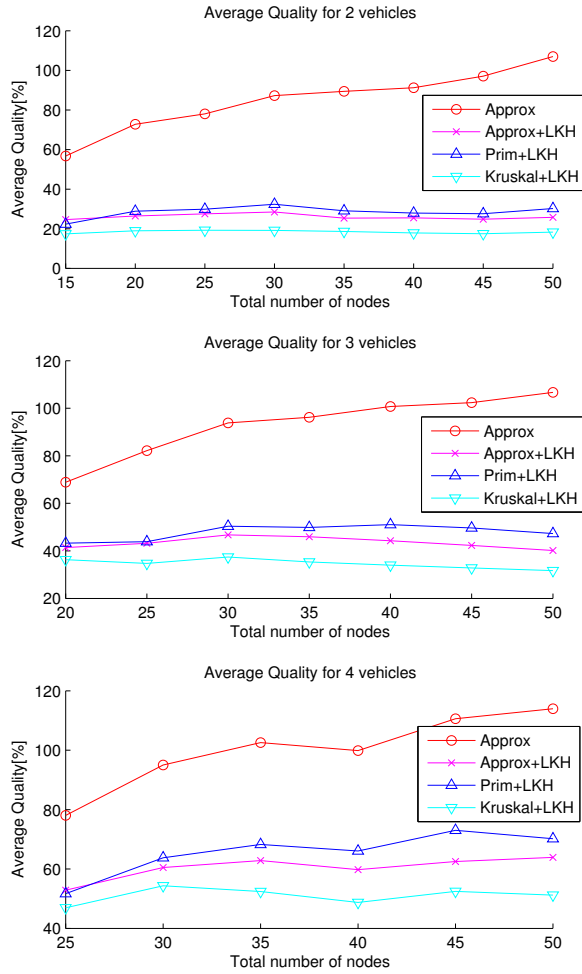 Average Quality for 2 vehicles
120
100
80
60
40
20
0
Average Quality[%]
Approx
Approx+LKH
Prim+LKH
Kruskal+LKH
15 20 25 30 35 40 45 50
Total number of nodes
Average Quality for 3 vehicles
120
100
80
60
40
20
Average Quality[%]
Approx
Approx+LKH
Prim+LKH
Kruskal+LKH
20 25 30 35 40 45 50
Total number of nodes
Average Quality for 4 vehicles
120
100
80
60
40
Average Quality[%]
Approx
Approx+LKH
Prim+LKH
Kruskal+LKH
25 30 35 40 45 50
Total number of nodes